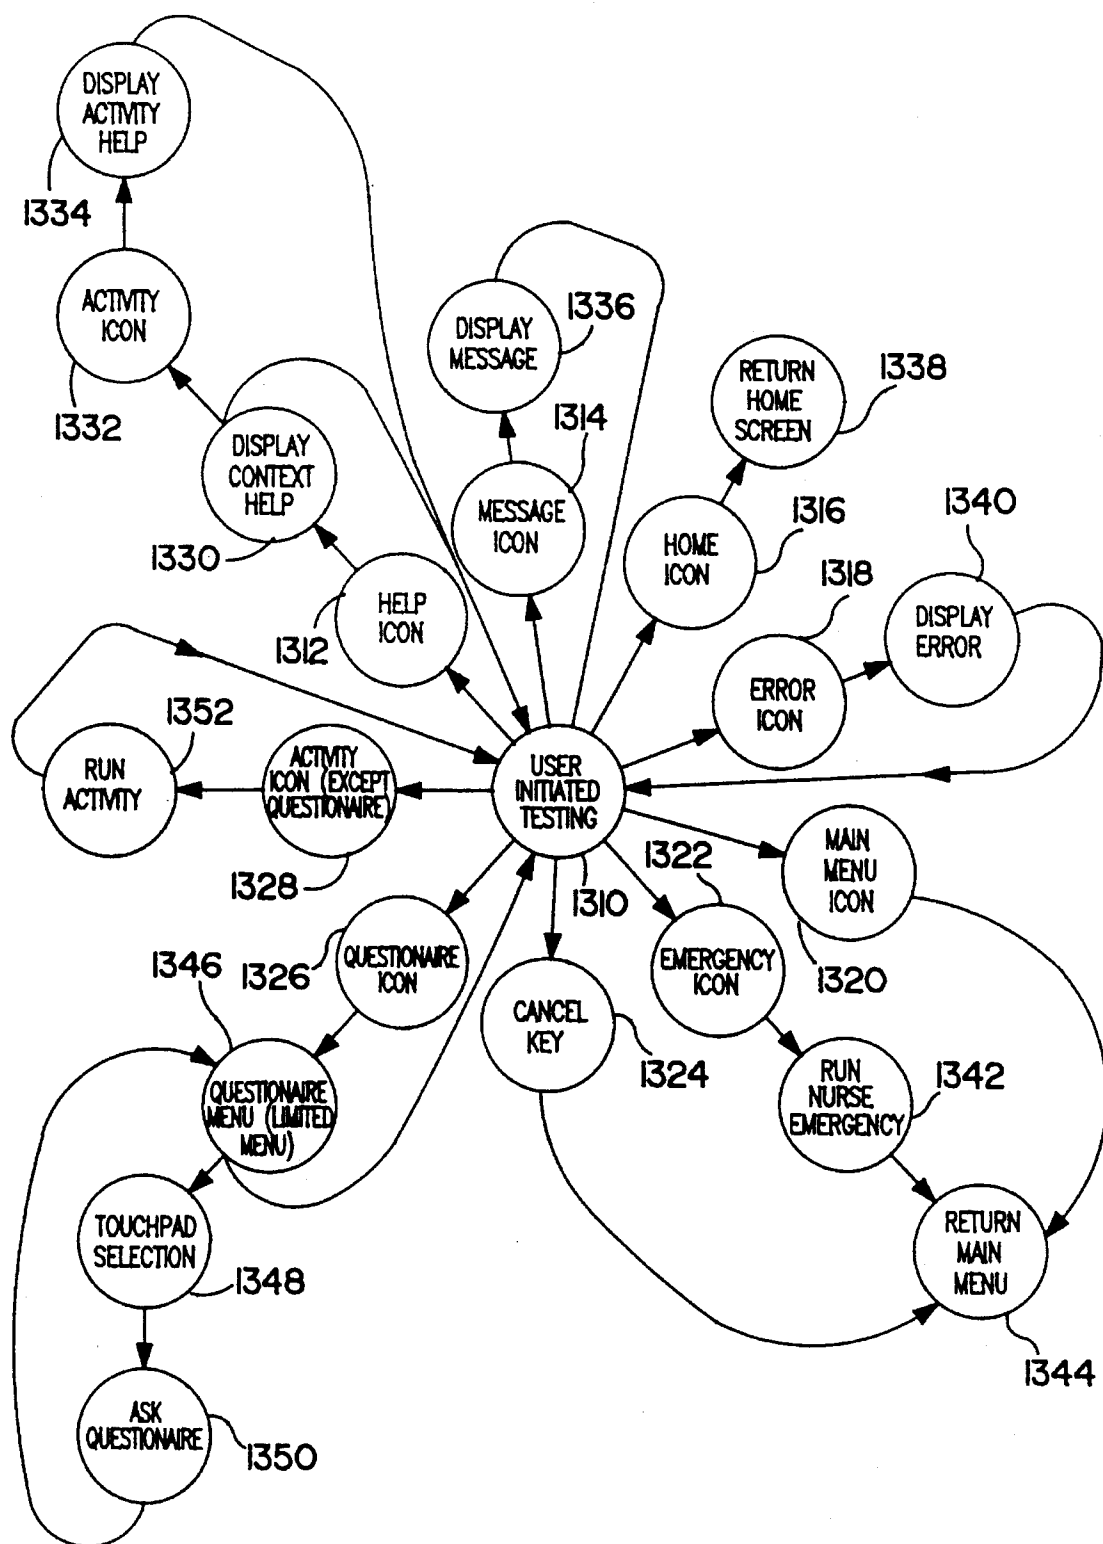 DISPLAY
ACTIVITY
HELP
1334
ACTIVITY
ICON
1332
DISPLAY
MESSAGE
1336
RETURN
HOME
SCREEN
1338
DISPLAY
CONTEXT
HELP
1330
MESSAGE
ICON
1314
HOME
ICON
1316
1340
HELP
ICON
1312
1318
DISPLAY
ERROR
ERROR
ICON
1352
RUN
ACTIVITY
ACTIVITY
ICON (EXCEPT
QUESTIONAIRE)
1328
USER
INITIATED
TESTING
1310
MAIN
MENU
ICON
1320
1322
EMERGENCY
ICON
1326
QUESTIONAIRE
ICON
1346
CANCEL
KEY
1324
QUESTIONAIRE
MENU (LIMITED
MENU)
RUN
NURSE
EMERGENCY
1342
TOUCHPAD
SELECTION
1348
RETURN
MAIN
MENU
1344
ASK
QUESTIONAIRE
1350